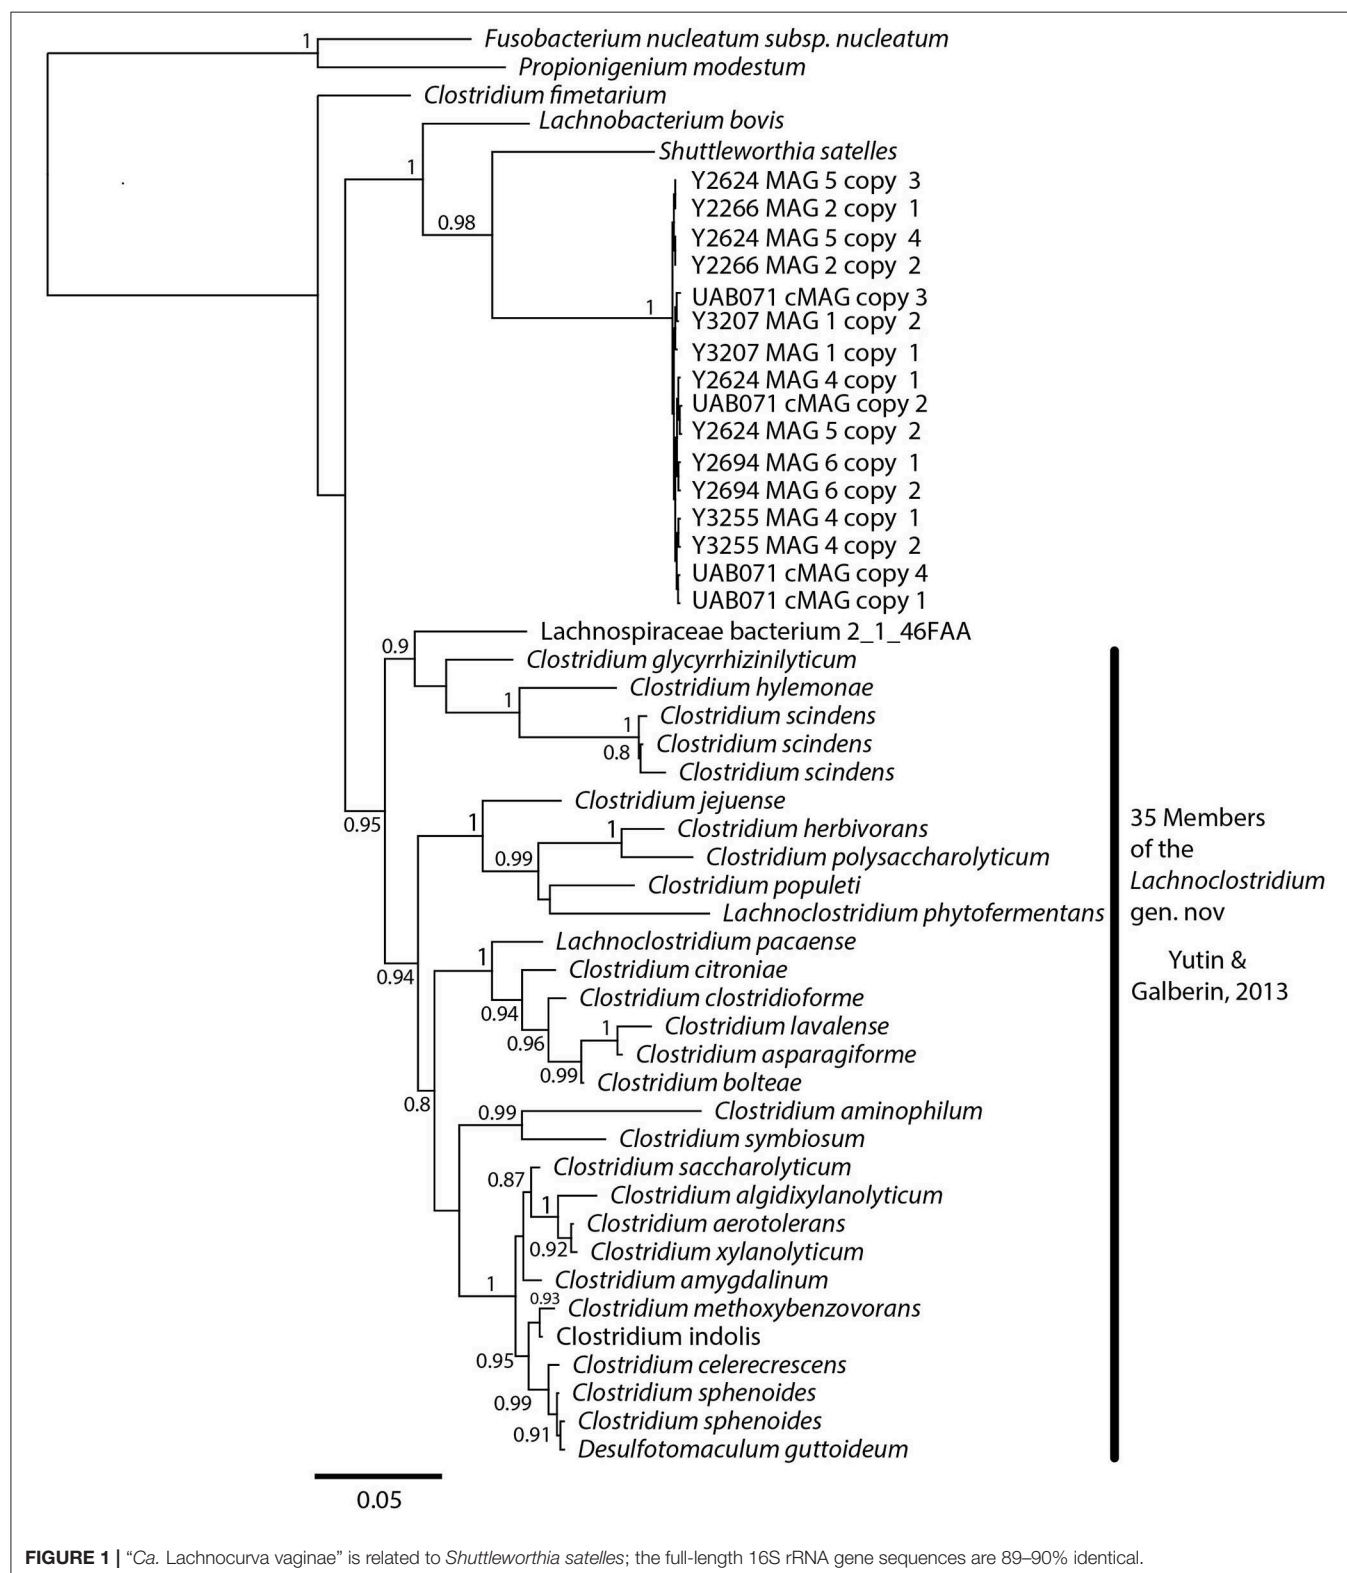 1
Fusobacterium nucleatum subsp. nucleatum
Propionigenium modestum
Clostridium fimetarium
Lachnobacterium bovis
1
Shuttleworthia satelles
Y2624 MAG 5 copy 3
Y2266 MAG 2 copy 1
0.98
Y2624 MAG 5 copy 4
Y2266 MAG 2 copy 2
UAB071 cMAG copy 3
1
Y3207 MAG 1 copy 2
Y3207 MAG 1 copy 1
Y2624 MAG 4 copy 1
UAB071 cMAG copy 2
Y2624 MAG 5 copy 2
Y2694 MAG 6 copy 1
Y2694 MAG 6 copy 2
Y3255 MAG 4 copy 1
Y3255 MAG 4 copy 2
UAB071 cMAG copy 4
UAB071 cMAG copy 1
Lachnospiraceae bacterium 2_1_46FAA
0.9
Clostridium glycyrrhizinilyticum
Clostridium hylemonae
1
Clostridium scindens
1
Clostridium scindens
0.8
Clostridium scindens
Clostridium jejuense
0.95
1
Clostridium herbivorans
1
Clostridium polysaccharolyticum
0.99
Clostridium populeti
Lachnoclostridium phytofermentans
35 Members
of the
Lachnoclostridium
gen. nov
Yutin &
Galberin, 2013
Lachnoclostridium pacaense
1
Clostridium citroniae
0.94
Clostridium clostridioforme
0.94
Clostridium lavalense
1
0.96
Clostridium asparagiforme
0.99
Clostridium bolteae
0.8
0.99
Clostridium aminophilum
Clostridium symbiosum
Clostridium saccharolyticum
0.87
Clostridium algidixylanolyticum
1
Clostridium aerotolerans
0.92
Clostridium xylanolyticum
1
Clostridium amygdalinum
0.93
Clostridium methoxybenzovorans
Clostridium indolis
0.95
Clostridium celerecrescens
0.99
Clostridium sphenoides
Clostridium sphenoides
0.91
Desulfotomaculum guttoideum
0.05
FIGURE 1 | “Ca. Lachnocurva vaginae” is related to Shuttleworthia satelles; the full-length 16S rRNA gene sequences are 89–90% identical.